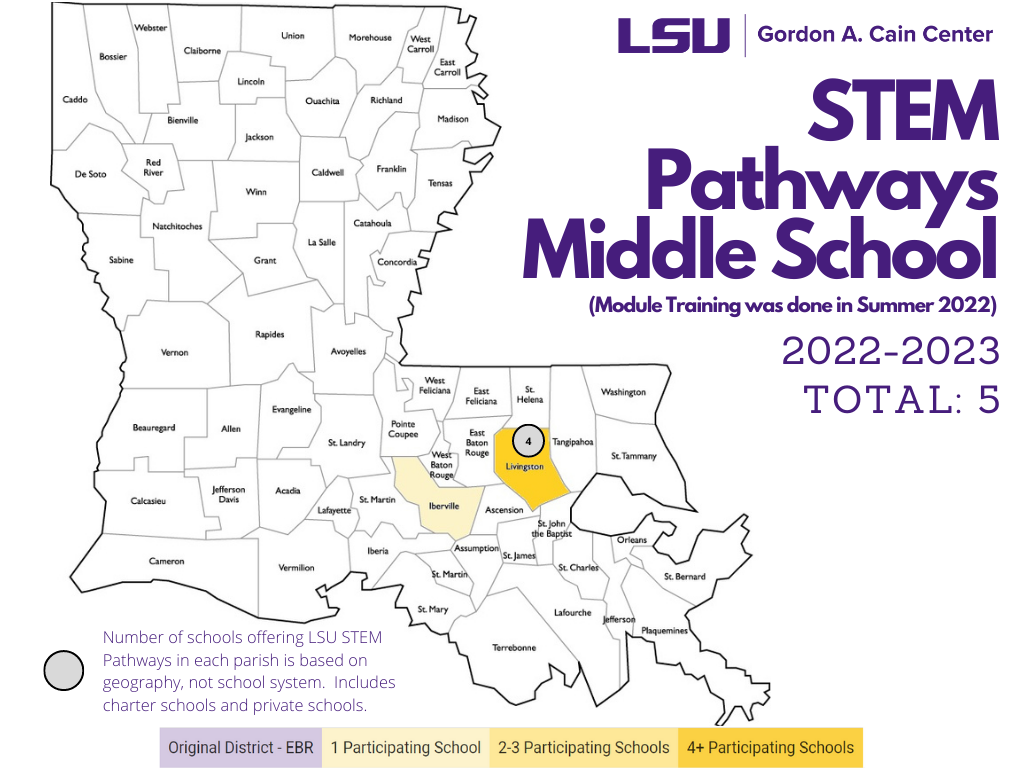 LSU Gordon A. Cain Center
STEM
Pathways
Middle School
(Module Training was done in Summer 2022)
2022-2023
TOTAL: 5
Caddo
Bossier
Webster
Claiborne
Union
Morehouse
West
Carroll
East
Carroll
Lincoln
Ouachita
Richland
Madison
Bienville
Jackson
De Soto
Red
River
Winn
Caldwell
Franklin
Tensas
Natchitoches
Sabine
Grant
La Salle
Catahoula
Concordia
Vernon
Rapides
Avoyelles
West
Feliciana
East
Feliciana
St.
Helena
Washington
Beauregard
Allen
Evangeline
St. Landry
Pointe
Coupee
West
Baton
Rouge
East
Baton
Rouge
4
Livingston
Tangipahoa
St. Tammany
Calcasieu
Jefferson
Davis
Acadia
Lafayette
St. Martin
Iberville
Ascension
St. John
the Baptist
Cameron
Vermilion
Iberia
St. Martin
Assumption
St. James
St. Charles
Orleans
St. Bernard
St. Mary
Terrebonne
Lafourche
Jefferson
Plaquemines
Number of schools offering LSU STEM
Pathways in each parish is based on
geography, not school system. Includes
charter schools and private schools.
Original District - EBR
1 Participating School
2-3 Participating Schools
4+ Participating Schools